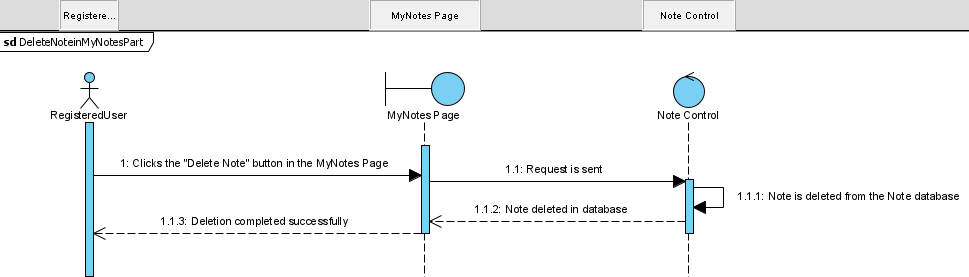 Registere...
MyNotes Page
Note Control
sd DeleteNoteinMyNotesPart
RegisteredUser
MyNotes Page
Note Control
1: Clicks the "Delete Note" button in the MyNotes Page
1.1: Request is sent
1.1.1: Note is deleted from the Note database
1.1.2: Note deleted in database
1.1.3: Deletion completed successfully